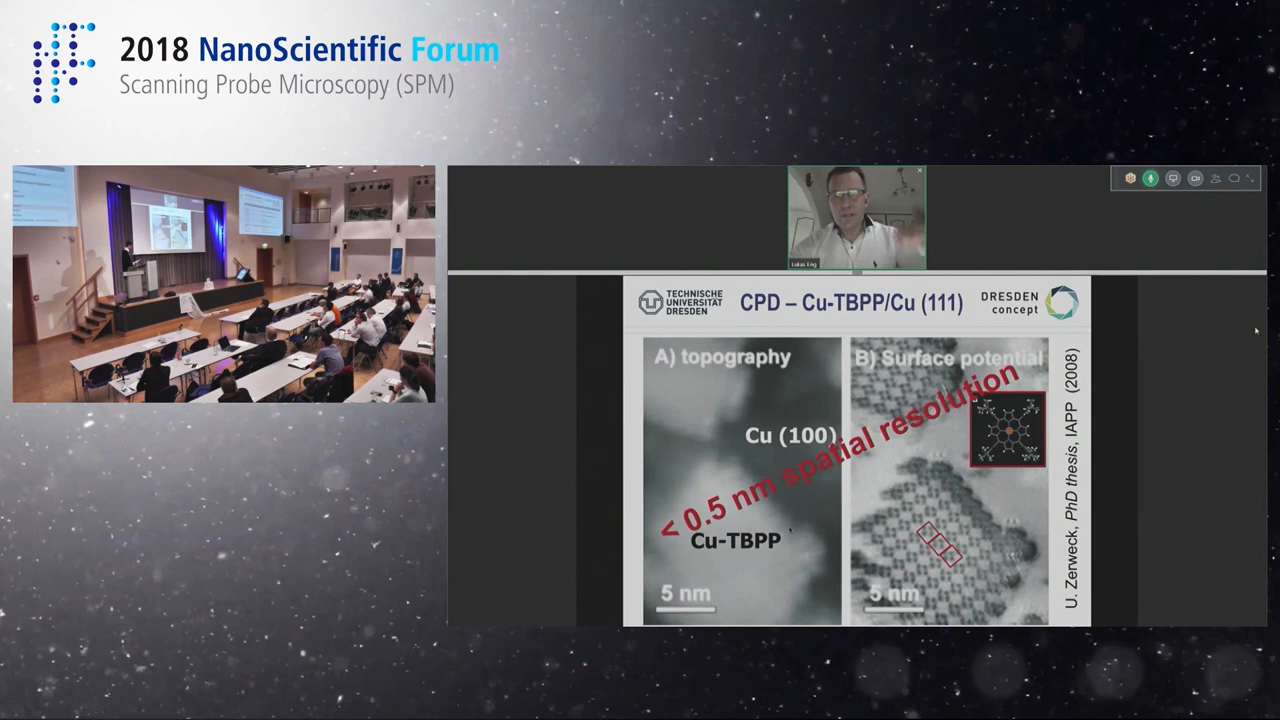 2018 NanoScientific Forum
Scanning Probe Microscopy (SPM)
Lukas Eng
TECHNISCHE
UNIVERSITÄT
DRESDEN
CPD – Cu-TBPP/Cu (111)
DRESDEN
concept
A) topography
B) Surface potential
Cu (100)
< 0.5 nm spatial resolution
Cu-TBPP
5 nm
5 nm
U. Zerweck, PhD thesis, IAPP (2008)